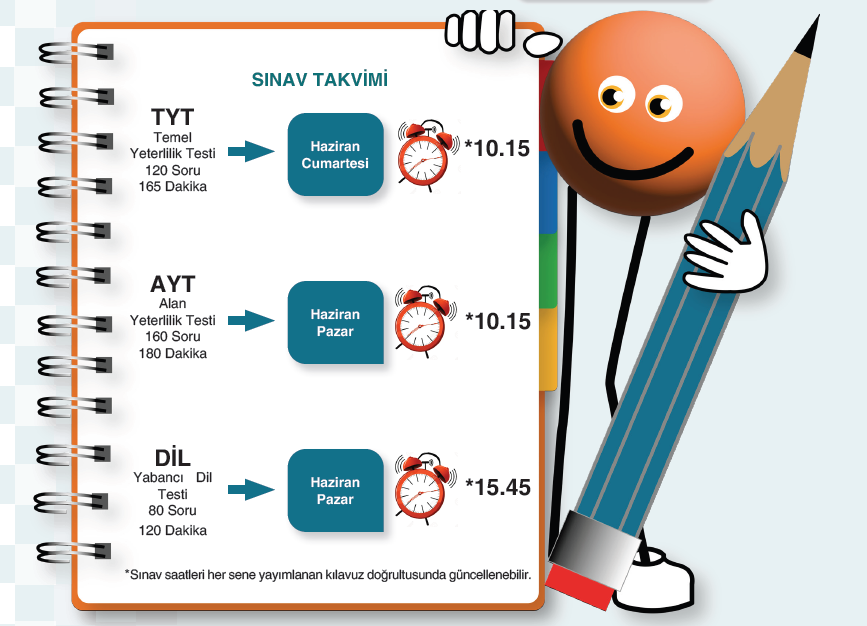 SINAV TAKVİMİ
TYT
Temel
Yeterlilik Testi
120 Soru
165 Dakika
Haziran
Cumartesi
*10.15
AYT
Alan
Yeterlilik Testi
160 Soru
180 Dakika
Haziran
Pazar
*10.15
DİL
Yabancı Dil
Testi
80 Soru
120 Dakika
Haziran
Pazar
*15.45
*Sınav saatleri her sene yayımlanan kılavuz doğrultusunda güncellenebilir.